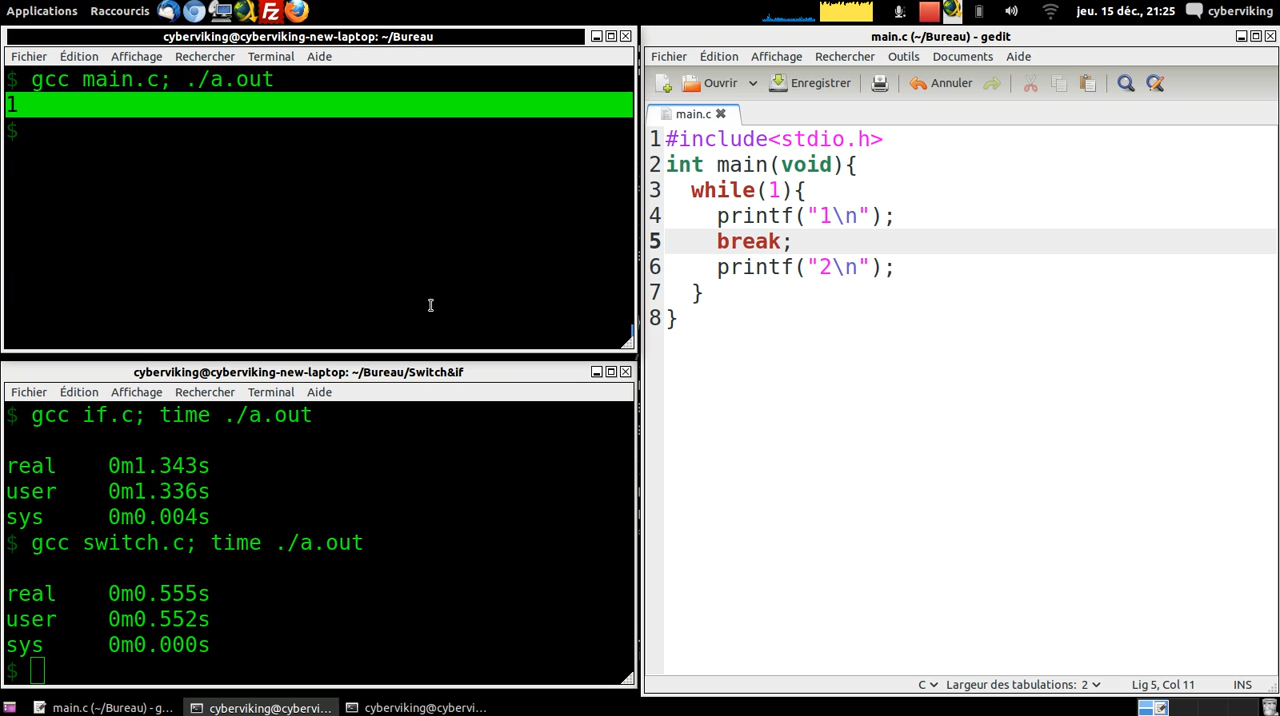 Applications Raccourcis
jeu. 15 déc., 21:25 cyberviking
cyberviking@cyberviking-new-laptop: ~/Bureau
Fichier Édition Affichage Rechercher Terminal Aide
$ gcc main.c; ./a.out
1
$
cyberviking@cyberviking-new-laptop: ~/Bureau/Switch&if
Fichier Édition Affichage Rechercher Terminal Aide
$ gcc if.c; time ./a.out
real 0m1.343s
user 0m1.336s
sys 0m0.004s
$ gcc switch.c; time ./a.out
real 0m0.555s
user 0m0.552s
sys 0m0.000s
$
main.c (~/Bureau) - gedit
Fichier Édition Affichage Rechercher Outils Documents Aide
Ouvrir Enregistrer Annuler
main.c
1 #include<stdio.h>
2 int main(void){
3 while(1){
4 printf("1\n");
5 break;
6 printf("2\n");
7 }
8 }
C Largeur des tabulations: 2 Lig 5, Col 11 INS
main.c (~/Bureau) - g... cyberviking@cybervi... cyberviking@cybervi...